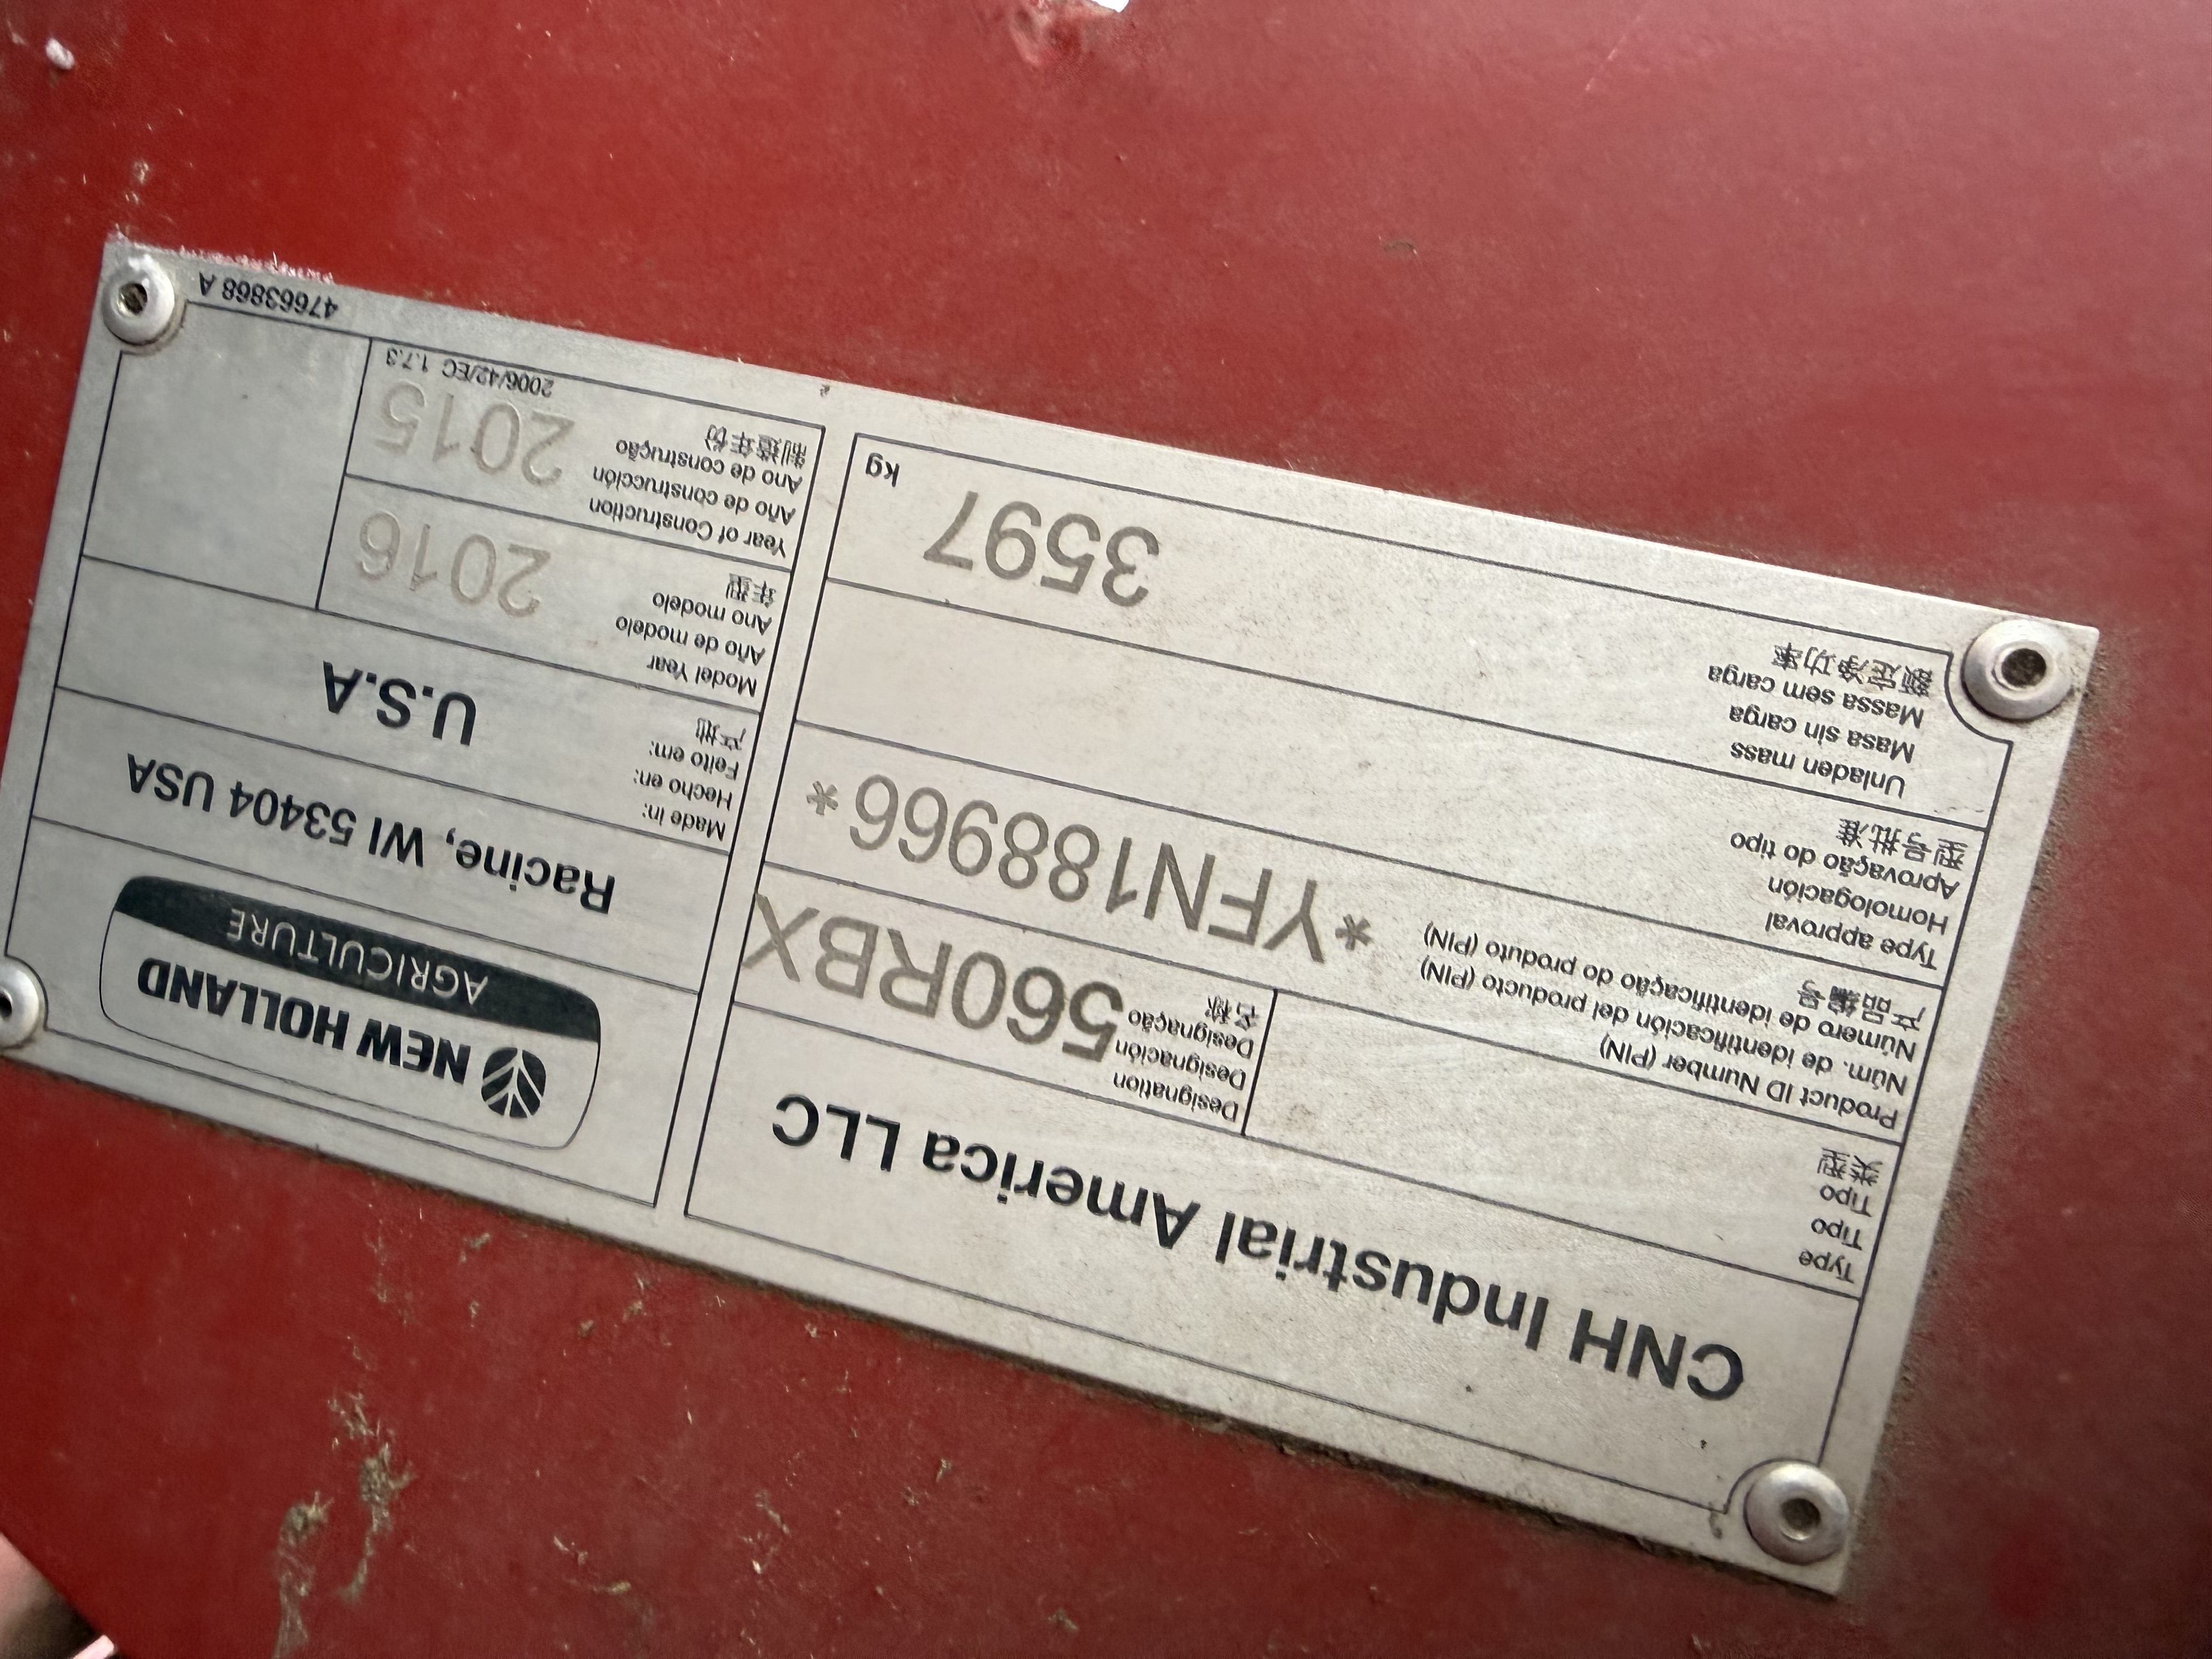 CNH Industrial America LLC
Type
Tipo
Tipo
类型
Designation
Designación
Designação
名称
560RBX
Product ID Number (PIN)
Núm. de identificación del producto (PIN)
Número de identificação do produto (PIN)
产品编号
*YFN188966*
Type approval
Homologación
Aprovação do tipo
型号批准
Unladen mass
Masa sin carga
Massa sem carga
额定净功率
3597
kg
NEW HOLLAND
AGRICULTURE
Racine, WI 53404 USA
Made in:
Hecho en:
Feito em:
产地
U.S.A
Model Year
Año de modelo
Ano modelo
年型
2016
Year of Construction
Año de construcción
Ano de construção
制造年份
2015
2006/42/EC 1.7.3
47663868 A